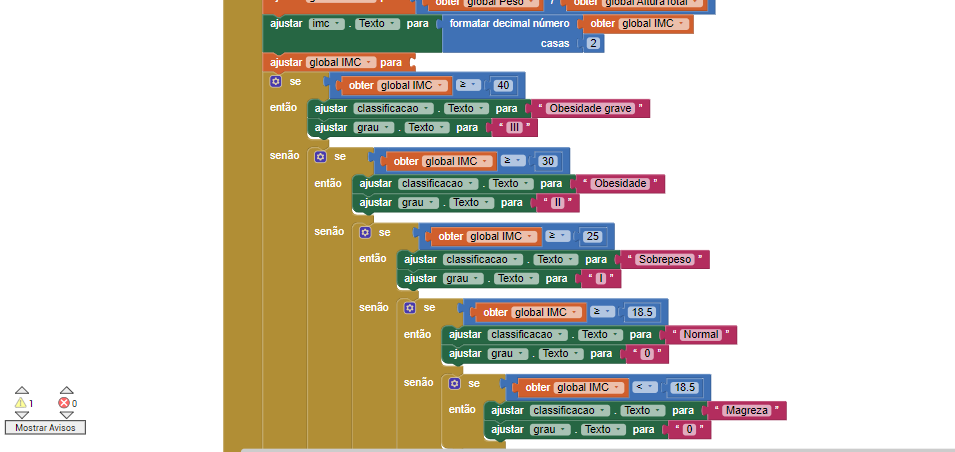 obter global Peso / obter global AlturaTotal
ajustar imc . Texto para formatar decimal número obter global IMC
casas 2
ajustar global IMC para
se obter global IMC ≥ 40
então ajustar classificacao . Texto para “ Obesidade grave ”
ajustar grau . Texto para “ III ”
senão se obter global IMC ≥ 30
então ajustar classificacao . Texto para “ Obesidade ”
ajustar grau . Texto para “ II ”
senão se obter global IMC ≥ 25
então ajustar classificacao . Texto para “ Sobrepeso ”
ajustar grau . Texto para “ I ”
senão se obter global IMC ≥ 18.5
então ajustar classificacao . Texto para “ Normal ”
ajustar grau . Texto para “ 0 ”
senão se obter global IMC < 18.5
então ajustar classificacao . Texto para “ Magreza ”
ajustar grau . Texto para “ 0 ”
1 0
Mostrar Avisos